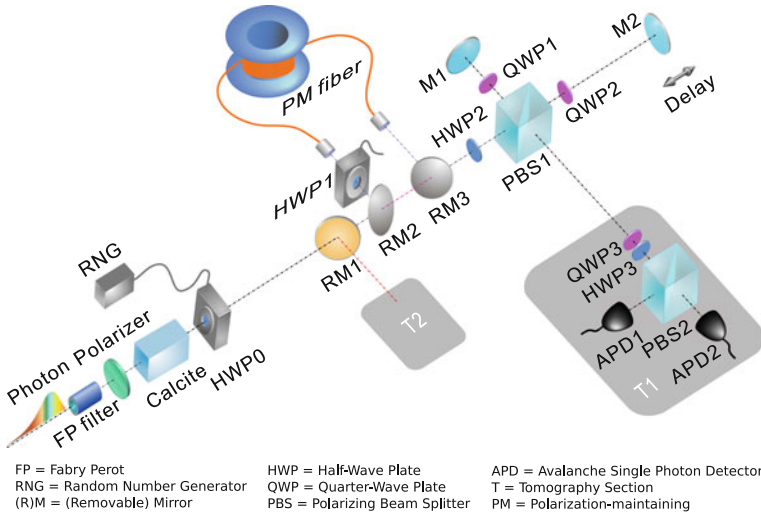 M2
M1
QWP1
QWP2
Delay
PM fiber
HWP2
PBS1
HWP1
RM3
RM2
RM1
RNG
QWP3
HWP3
T2
HWP0
Photon Polarizer
FP filter
Calcite
APD1
PBS2
APD2
T1
FP = Fabry Perot
RNG = Random Number Generator
(R)M = (Removable) Mirror
HWP = Half-Wave Plate
QWP = Quarter-Wave Plate
PBS = Polarizing Beam Splitter
APD = Avalanche Single Photon Detector
T = Tomography Section
PM = Polarization-maintaining